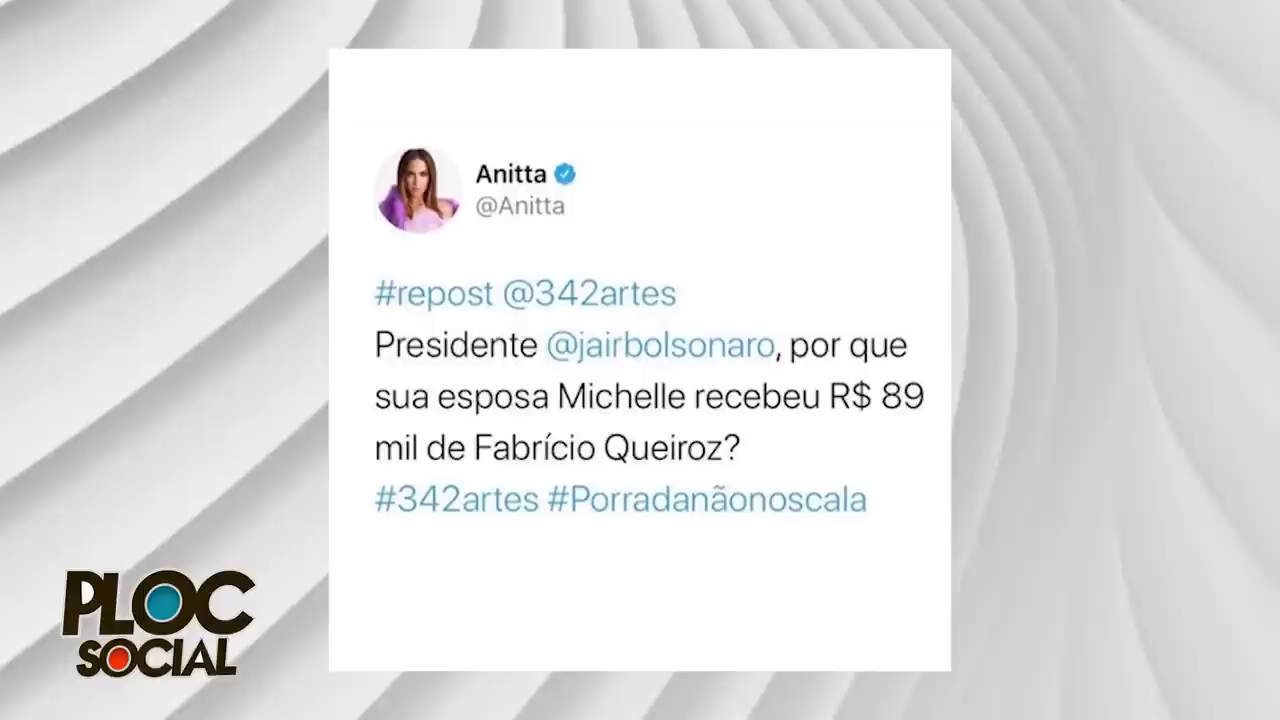 Anitta
@Anitta
#repost @342artes
Presidente @jairbolsonaro, por que
sua esposa Michelle recebeu R$ 89
mil de Fabrício Queiroz?
#342artes #Porradanãonoscala
PLOC
SOCIAL